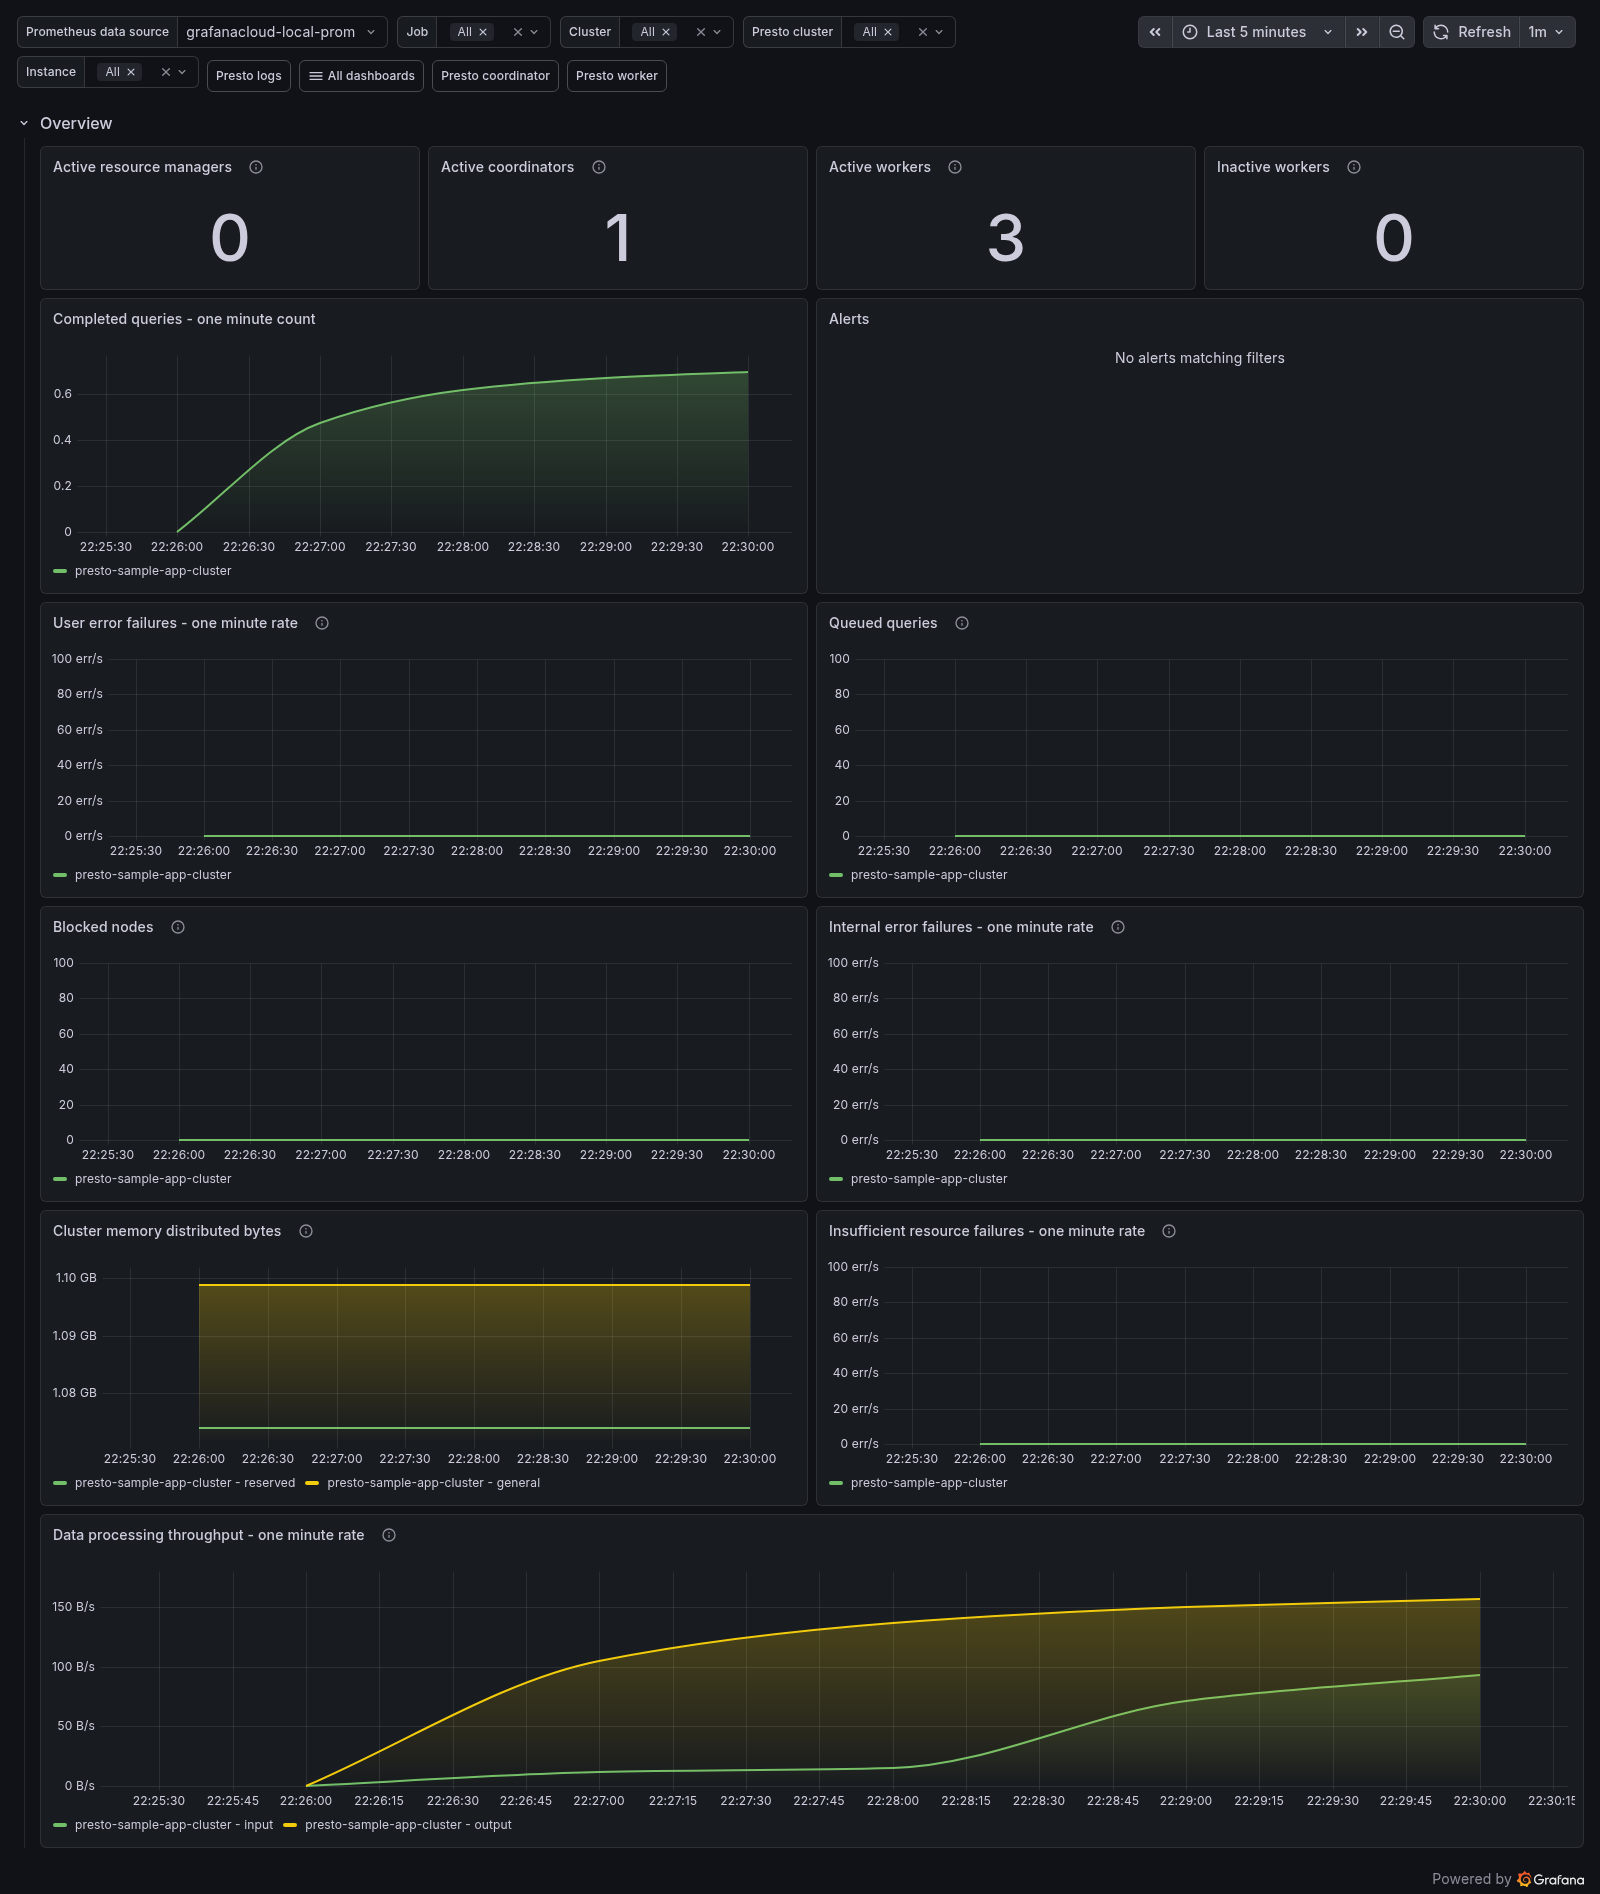 Prometheus data source grafanacloud-local-prom Job All Cluster All Presto cluster All Last 5 minutes Refresh 1m
Instance All Presto logs All dashboards Presto coordinator Presto worker
Overview
Active resource managers
0
Active coordinators
1
Active workers
3
Inactive workers
0
Completed queries - one minute count
0.6
0.4
0.2
0
22:25:30 22:26:00 22:26:30 22:27:00 22:27:30 22:28:00 22:28:30 22:29:00 22:29:30 22:30:00
presto-sample-app-cluster
Alerts
No alerts matching filters
User error failures - one minute rate
100 err/s
80 err/s
60 err/s
40 err/s
20 err/s
0 err/s
22:25:30 22:26:00 22:26:30 22:27:00 22:27:30 22:28:00 22:28:30 22:29:00 22:29:30 22:30:00
presto-sample-app-cluster
Queued queries
100
80
60
40
20
0
22:25:30 22:26:00 22:26:30 22:27:00 22:27:30 22:28:00 22:28:30 22:29:00 22:29:30 22:30:00
presto-sample-app-cluster
Blocked nodes
100
80
60
40
20
0
22:25:30 22:26:00 22:26:30 22:27:00 22:27:30 22:28:00 22:28:30 22:29:00 22:29:30 22:30:00
presto-sample-app-cluster
Internal error failures - one minute rate
100 err/s
80 err/s
60 err/s
40 err/s
20 err/s
0 err/s
22:25:30 22:26:00 22:26:30 22:27:00 22:27:30 22:28:00 22:28:30 22:29:00 22:29:30 22:30:00
presto-sample-app-cluster
Cluster memory distributed bytes
1.10 GB
1.09 GB
1.08 GB
22:25:30 22:26:00 22:26:30 22:27:00 22:27:30 22:28:00 22:28:30 22:29:00 22:29:30 22:30:00
presto-sample-app-cluster - reserved presto-sample-app-cluster - general
Insufficient resource failures - one minute rate
100 err/s
80 err/s
60 err/s
40 err/s
20 err/s
0 err/s
22:25:30 22:26:00 22:26:30 22:27:00 22:27:30 22:28:00 22:28:30 22:29:00 22:29:30 22:30:00
presto-sample-app-cluster
Data processing throughput - one minute rate
150 B/s
100 B/s
50 B/s
0 B/s
22:25:30 22:25:45 22:26:00 22:26:15 22:26:30 22:26:45 22:27:00 22:27:15 22:27:30 22:27:45 22:28:00 22:28:15 22:28:30 22:28:45 22:29:00 22:29:15 22:29:30 22:29:45 22:30:00 22:30:15
presto-sample-app-cluster - input presto-sample-app-cluster - output
Powered by Grafana